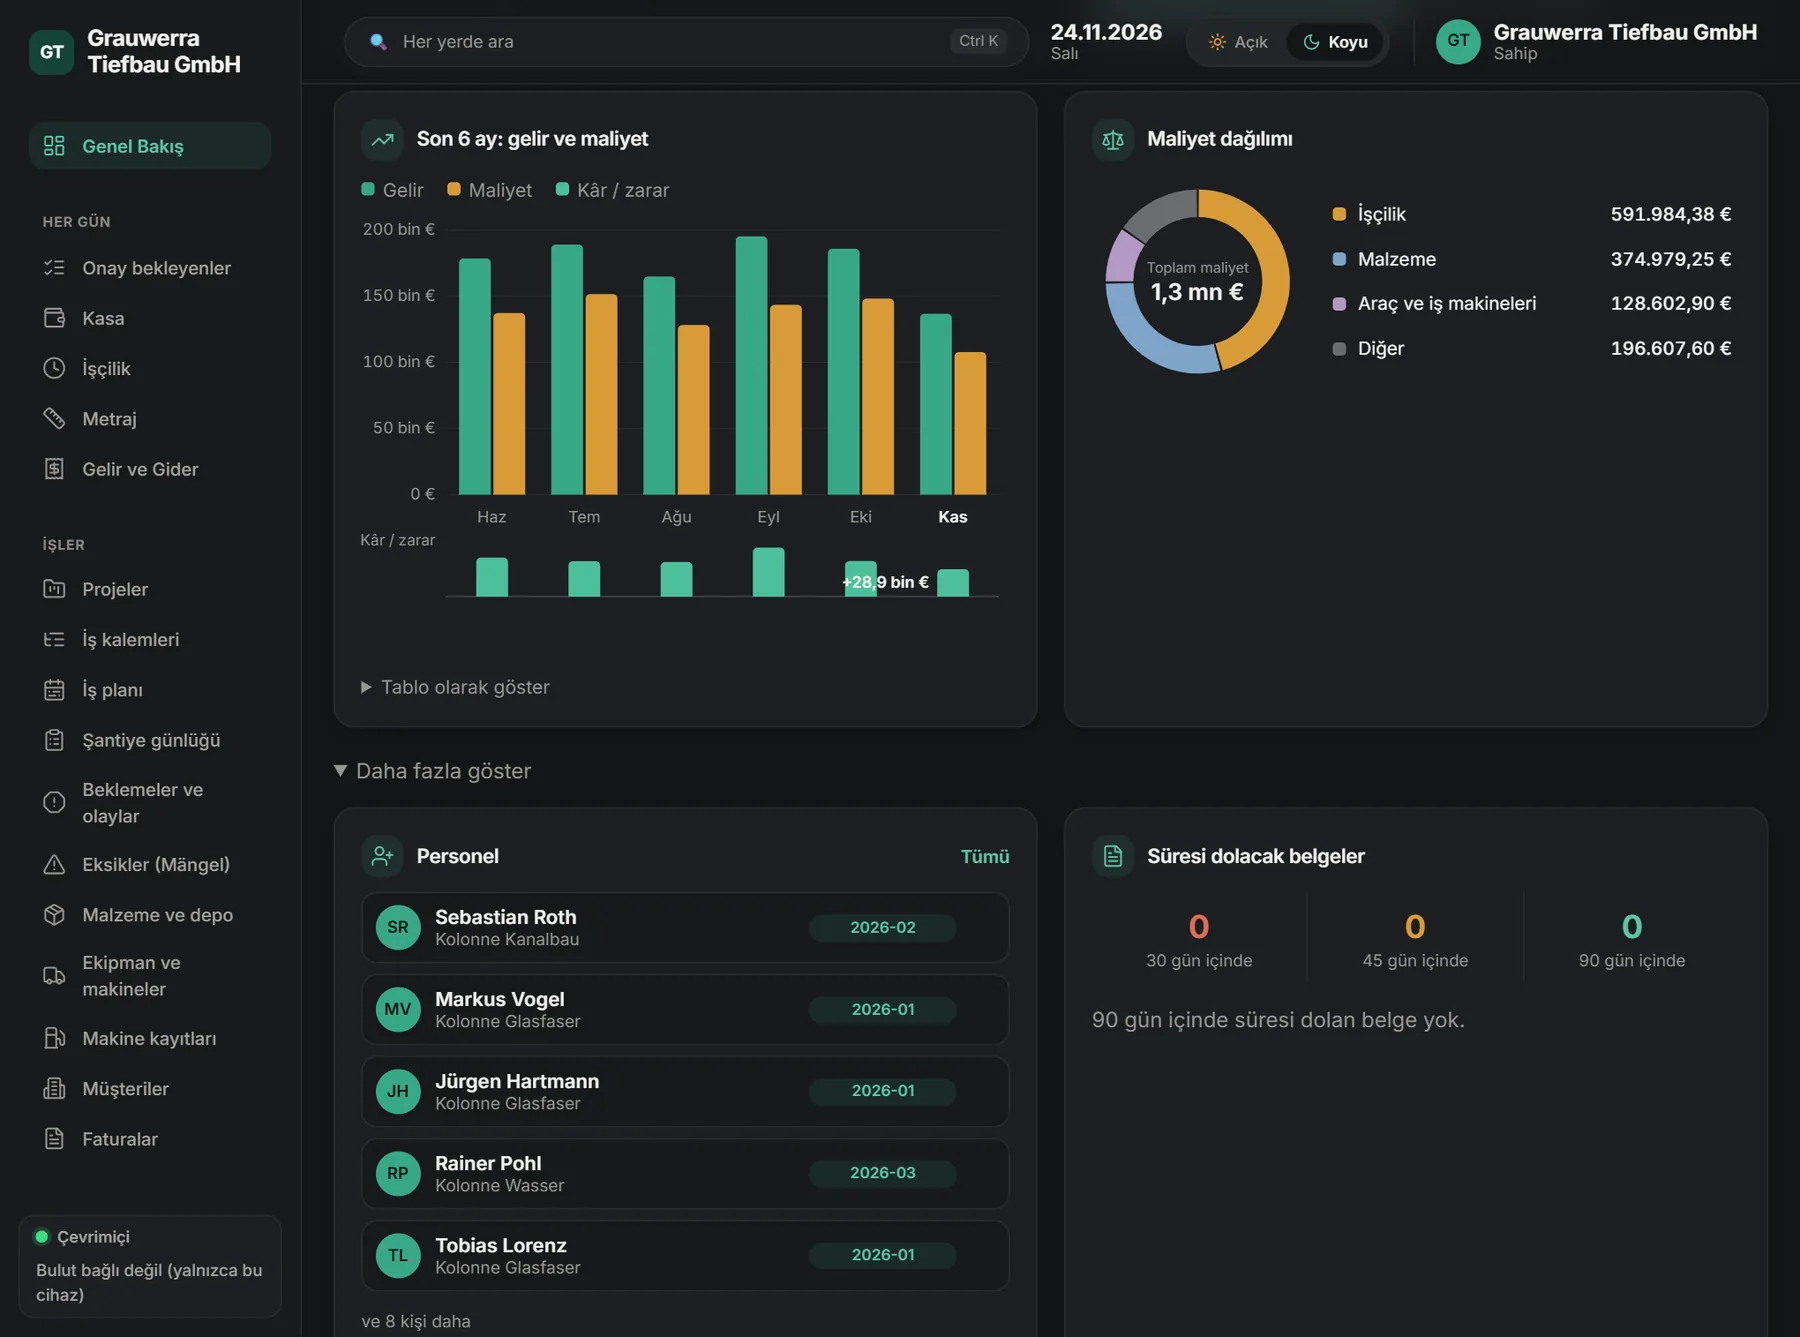 GT
Grauwerra
Tiefbau GmbH
Her yerde ara
Ctrl K
24.11.2026
Salı
Açık
Koyu
GT
Grauwerra Tiefbau GmbH
Sahip
Genel Bakış
HER GÜN
Onay bekleyenler
Kasa
İşçilik
Metraj
Gelir ve Gider
İŞLER
Projeler
İş kalemleri
İş planı
Şantiye günlüğü
Beklemeler ve
olaylar
Eksikler (Mängel)
Malzeme ve depo
Ekipman ve
makineler
Makine kayıtları
Müşteriler
Faturalar
Çevrimiçi
Bulut bağlı değil (yalnızca bu
cihaz)
Son 6 ay: gelir ve maliyet
Gelir
Maliyet
Kâr / zarar
200 bin €
150 bin €
100 bin €
50 bin €
0 €
Haz
Tem
Ağu
Eyl
Eki
Kas
Kâr / zarar
+28,9 bin €
Tablo olarak göster
Maliyet dağılımı
Toplam maliyet
1,3 mn €
İşçilik 591.984,38 €
Malzeme 374.979,25 €
Araç ve iş makineleri 128.602,90 €
Diğer 196.607,60 €
Daha fazla göster
Personel
Tümü
SR
Sebastian Roth
Kolonne Kanalbau
2026-02
MV
Markus Vogel
Kolonne Glasfaser
2026-01
JH
Jürgen Hartmann
Kolonne Glasfaser
2026-01
RP
Rainer Pohl
Kolonne Wasser
2026-03
TL
Tobias Lorenz
Kolonne Glasfaser
2026-01
ve 8 kişi daha
Süresi dolacak belgeler
0
30 gün içinde
0
45 gün içinde
0
90 gün içinde
90 gün içinde süresi dolan belge yok.